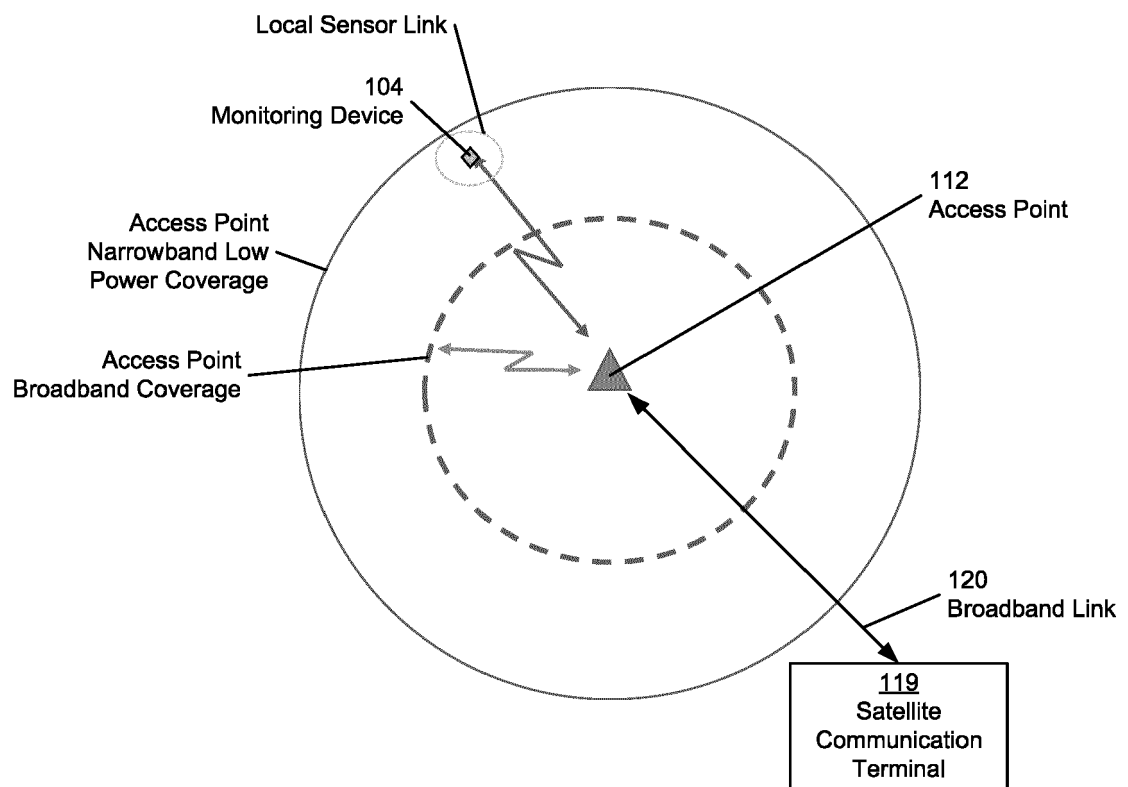 Local Sensor Link
104
Monitoring Device
112
Access Point
Access Point
Narrowband Low
Power Coverage
Access Point
Broadband Coverage
120
Broadband Link
119
Satellite
Communication
Terminal